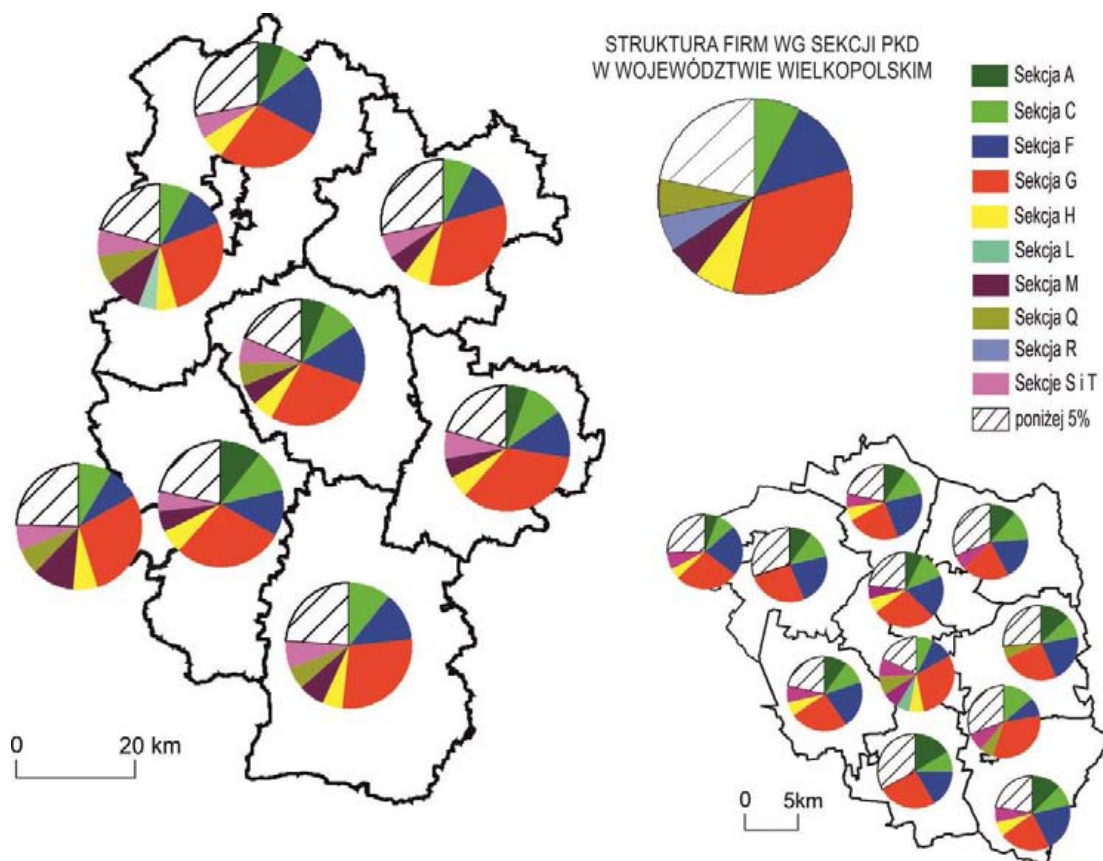 STRUKTURA FIRM WG SEKCJI PKD
W WOJEWÓDZTWIE WIELKOPOLSKIM
Sekcja A
Sekcja C
Sekcja F
Sekcja G
Sekcja H
Sekcja L
Sekcja M
Sekcja Q
Sekcja R
Sekcje S i T
poniżej 5%
0 20 km
0 5km